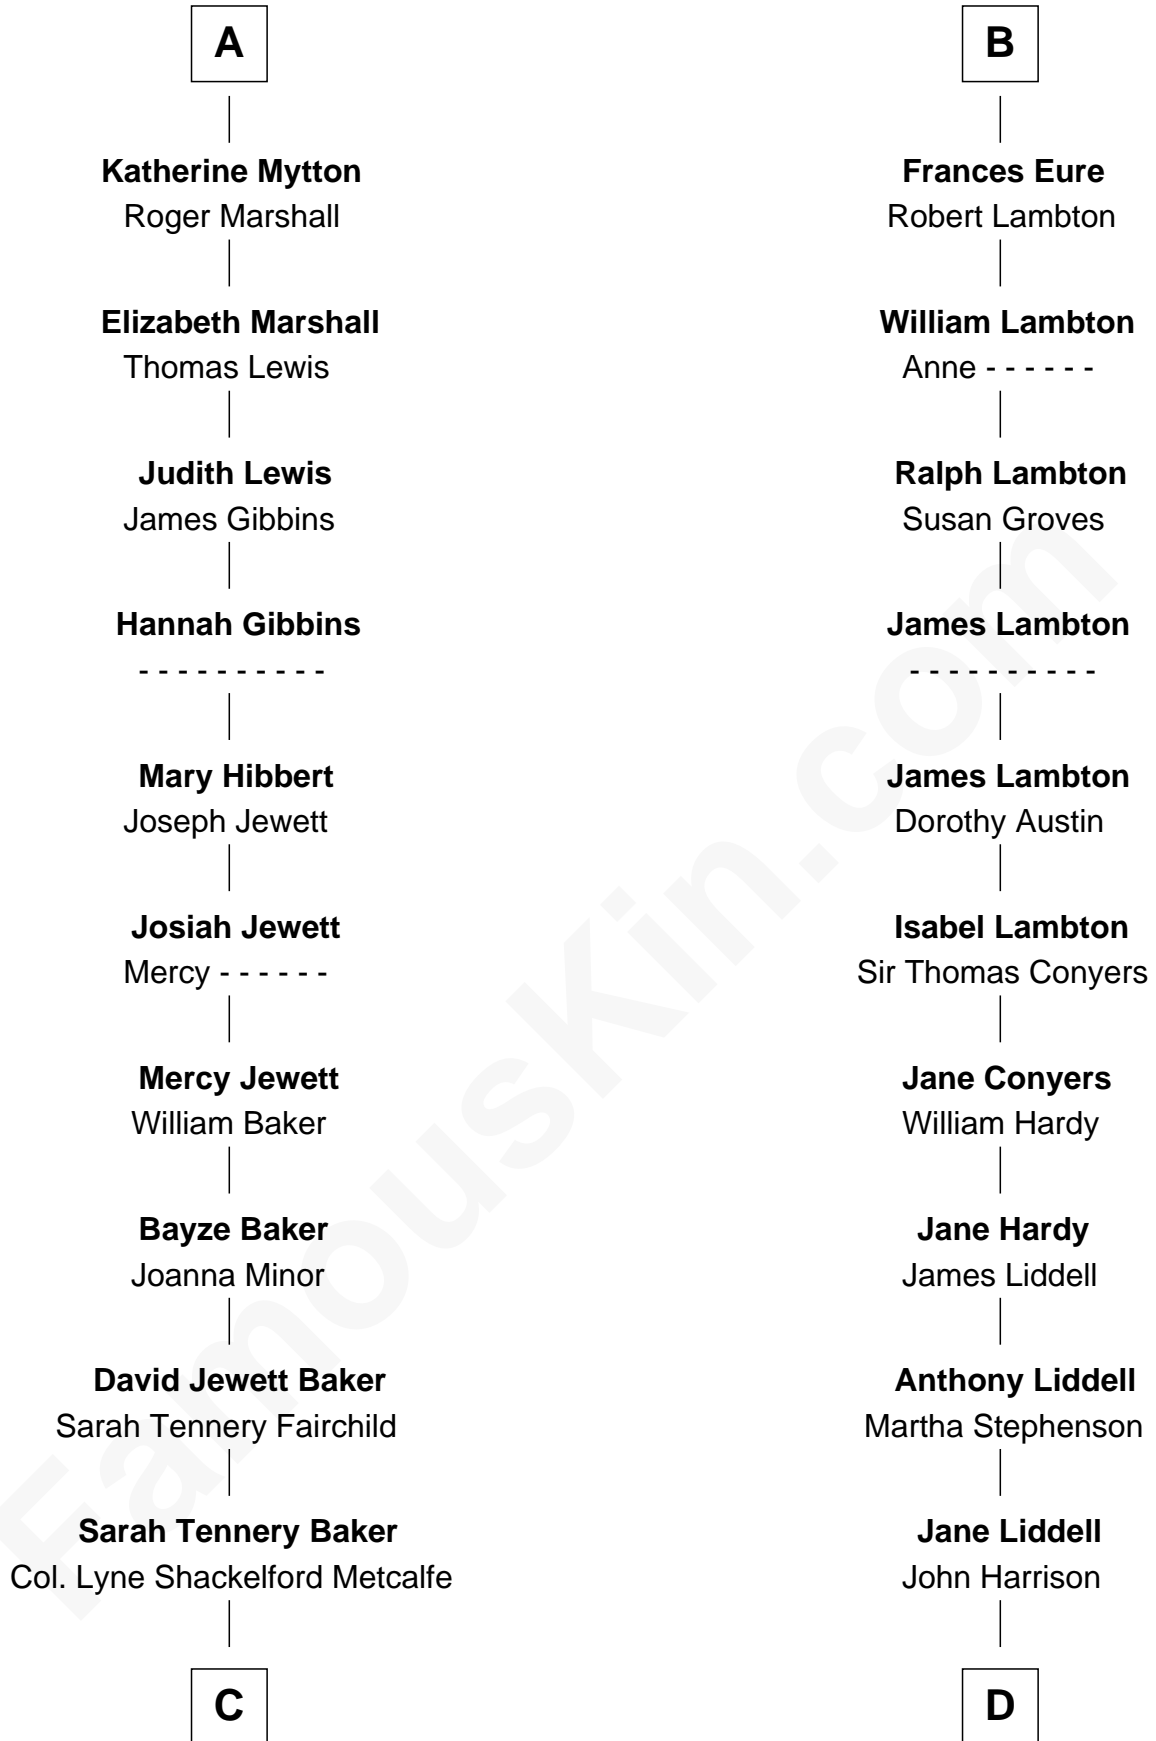 A
Katherine Mytton
Roger Marshall
Elizabeth Marshall
Thomas Lewis
Judith Lewis
James Gibbins
Hannah Gibbins
- - - - - - - - - -
Mary Hibbert
Joseph Jewett
Josiah Jewett
Mercy - - - - - -
Mercy Jewett
William Baker
Bayze Baker
Joanna Minor
David Jewett Baker
Sarah Tennery Fairchild
Sarah Tennery Baker
Col. Lyne Shackelford Metcalfe
C
B
Frances Eure
Robert Lambton
William Lambton
Anne - - - - - -
Ralph Lambton
Susan Groves
James Lambton
- - - - - - - - - -
James Lambton
Dorothy Austin
Isabel Lambton
Sir Thomas Conyers
Jane Conyers
William Hardy
Jane Hardy
James Liddell
Anthony Liddell
Martha Stephenson
Jane Liddell
John Harrison
D
FamousKin.com